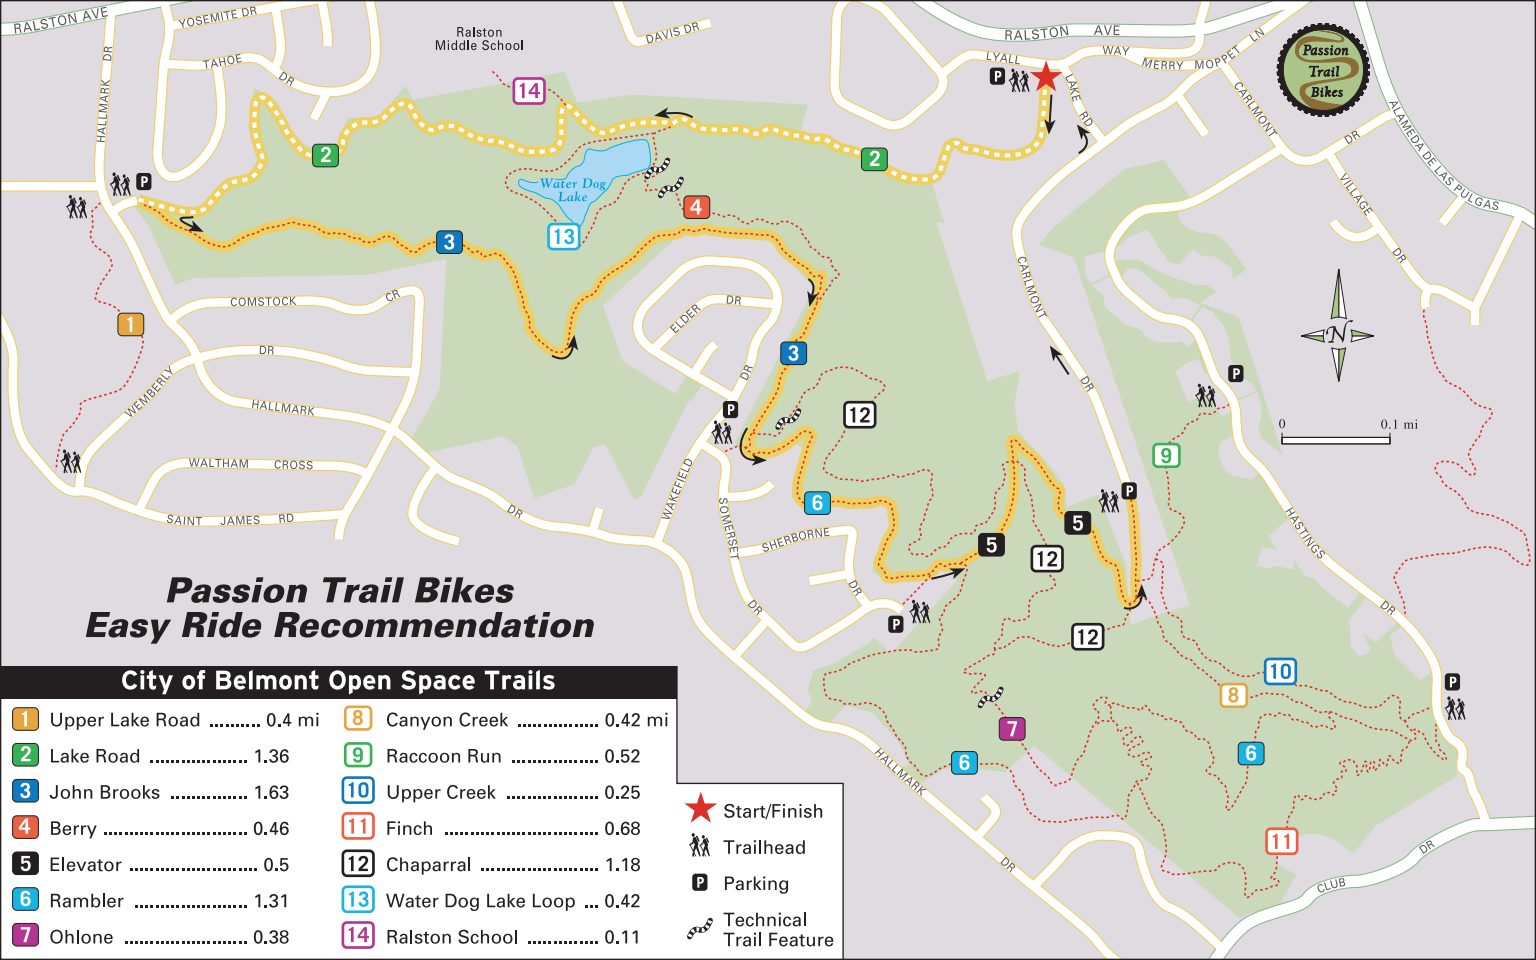 RALSTON AVE
YOSEMITE DR
TAHOE
DR
HALLMARK DR
Ralston
Middle School
14
DAVIS DR
RALSTON AVE
LYALL WAY
P
MERRY MOPPET LN
LAKE RD
CARLMONT
DR
ALAMEDA DE LAS PULGAS
Passion
Trail
Bikes
2
2
P
Water Dog
Lake
4
13
3
VILLAGE
DR
1
COMSTOCK
CR
DR
WEMBERLY
HALLMARK
ELDER
DR
DR
3
CARLMONT
DR
N
0
0.1 mi
P
P
12
9
WALTHAM CROSS
SAINT JAMES RD
DR
WAKEFIELD
SOMERSET
DR
SHERBORNE
DR
6
5
5
P
12
12
HASTINGS
DR
P
P
10
8
7
6
6
11
HALLMARK
DR
CLUB
DR
Passion Trail Bikes
Easy Ride Recommendation
City of Belmont Open Space Trails
1 Upper Lake Road ......... 0.4 mi
2 Lake Road .................. 1.36
3 John Brooks ............. 1.63
4 Berry ......................... 0.46
5 Elevator ...................... 0.5
6 Rambler .................... 1.31
7 Ohlone ...................... 0.38
8 Canyon Creek ............... 0.42 mi
9 Raccoon Run ................ 0.52
10 Upper Creek ................ 0.25
11 Finch ........................... 0.68
12 Chaparral ..................... 1.18
13 Water Dog Lake Loop ... 0.42
14 Ralston School .............. 0.11
Start/Finish
Trailhead
P Parking
Technical
Trail Feature